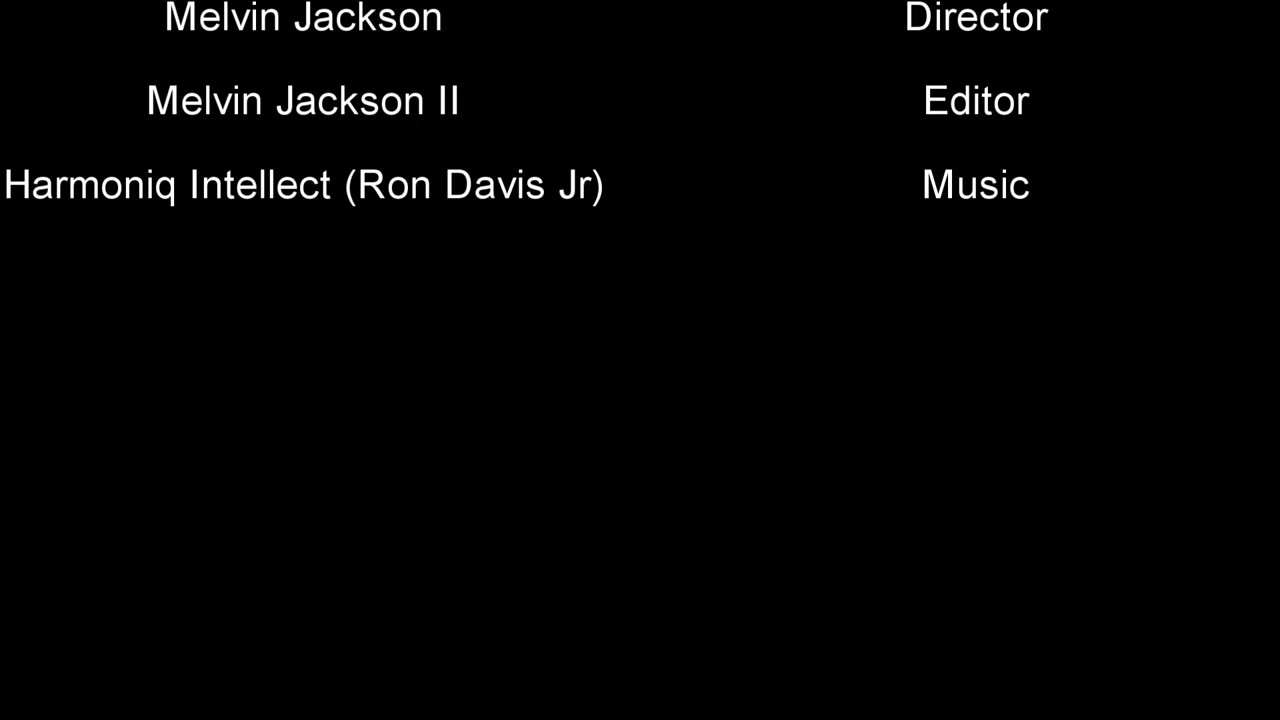 Melvin Jackson Director
Melvin Jackson II Editor
Harmoniq Intellect (Ron Davis Jr) Music